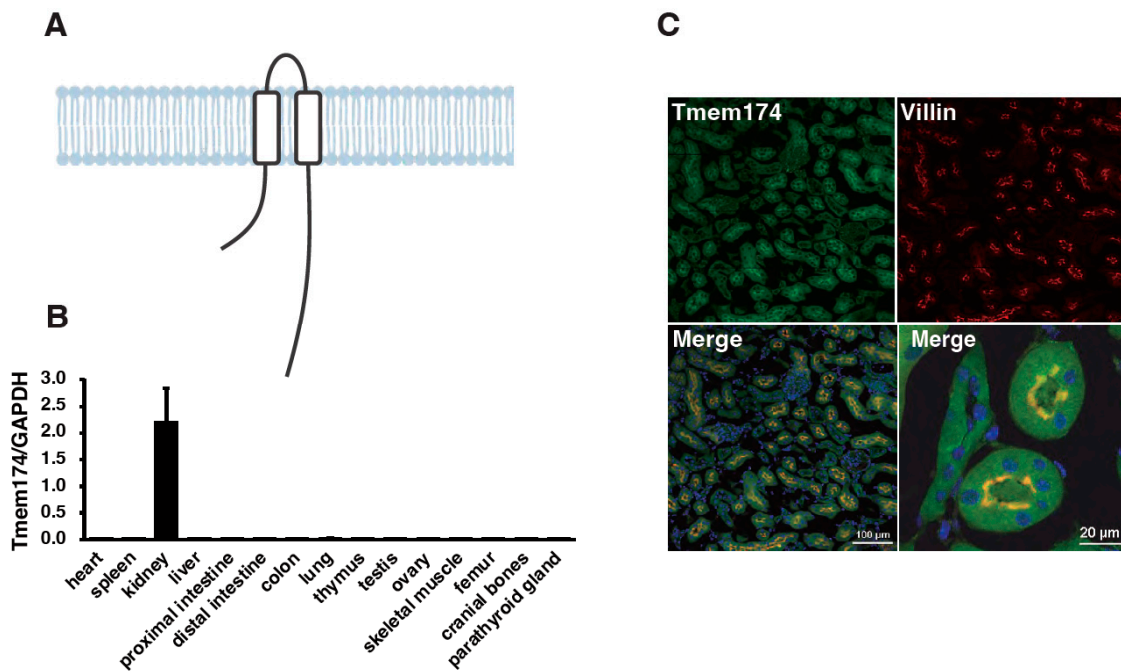 A
C
Tmem174
Villin
Merge
Merge
100 µm
20 µm
B
Tmem174/GAPDH
3.0
2.5
2.0
1.5
1.0
0.5
0.0
heart
spleen
kidney
liver
proximal intestine
distal intestine
colon
lung
thymus
testis
ovary
skeletal muscle
femur
cranial bones
parathyroid gland